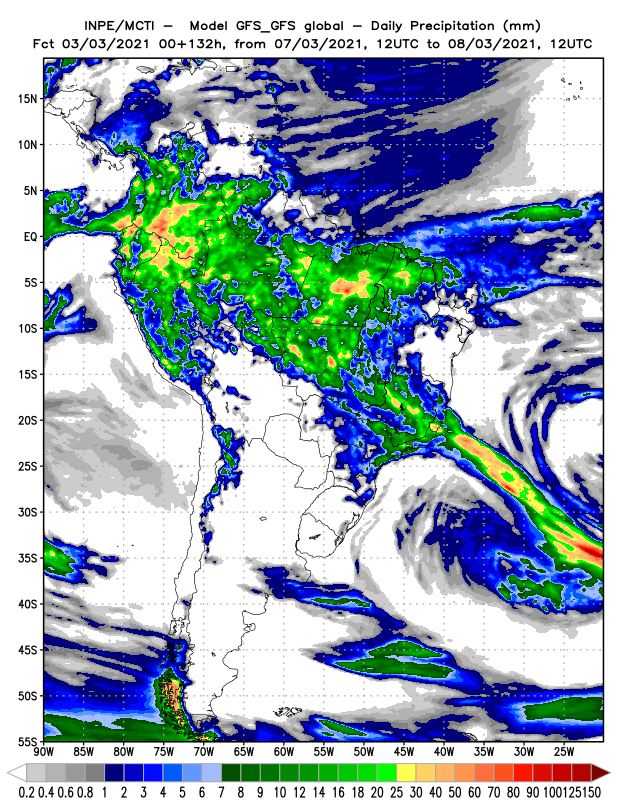 INPE/MCTI – Model GFS_GFS global – Daily Precipitation (mm)
Fct 03/03/2021 00+132h, from 07/03/2021, 12UTC to 08/03/2021, 12UTC
15N
10N
5N
EQ
5S
10S
15S
20S
25S
30S
35S
40S
45S
50S
55S
90W 85W 80W 75W 70W 65W 60W 55W 50W 45W 40W 35W 30W 25W
0.2 0.4 0.6 0.8 1 2 3 4 5 6 7 8 9 10 12 14 16 18 20 25 30 40 50 60 70 80 90 100 125 150